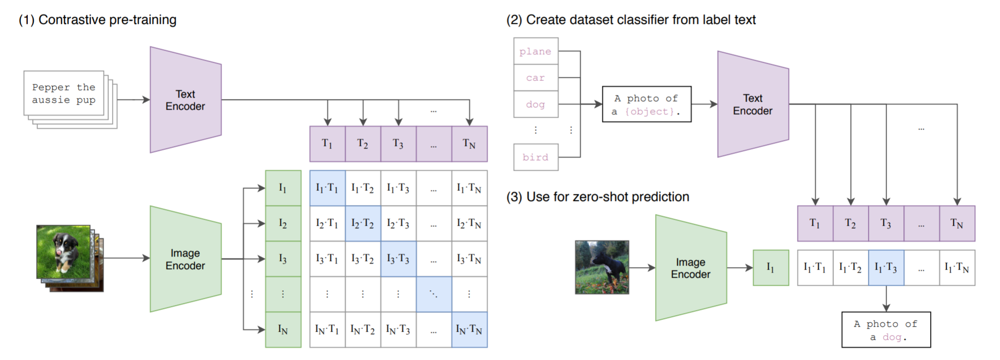 (1) Contrastive pre-training
Pepper the
aussie pup
Text
Encoder
...
T1 T2 T3 ... TN
Image
Encoder
I1 I1·T1 I1·T2 I1·T3 ... I1·TN
I2 I2·T1 I2·T2 I2·T3 ... I2·TN
I3 I3·T1 I3·T2 I3·T3 ... I3·TN
⋮ ⋮ ⋮ ⋮ ⋮ ⋱ ⋮
IN IN·T1 IN·T2 IN·T3 ... IN·TN
(2) Create dataset classifier from label text
plane
car
dog
⋮ ⋮
bird
A photo of
a {object}.
Text
Encoder
...
(3) Use for zero-shot prediction
T1 T2 T3 ... TN
Image
Encoder
I1 I1·T1 I1·T2 I1·T3 ... I1·TN
A photo of
a dog.